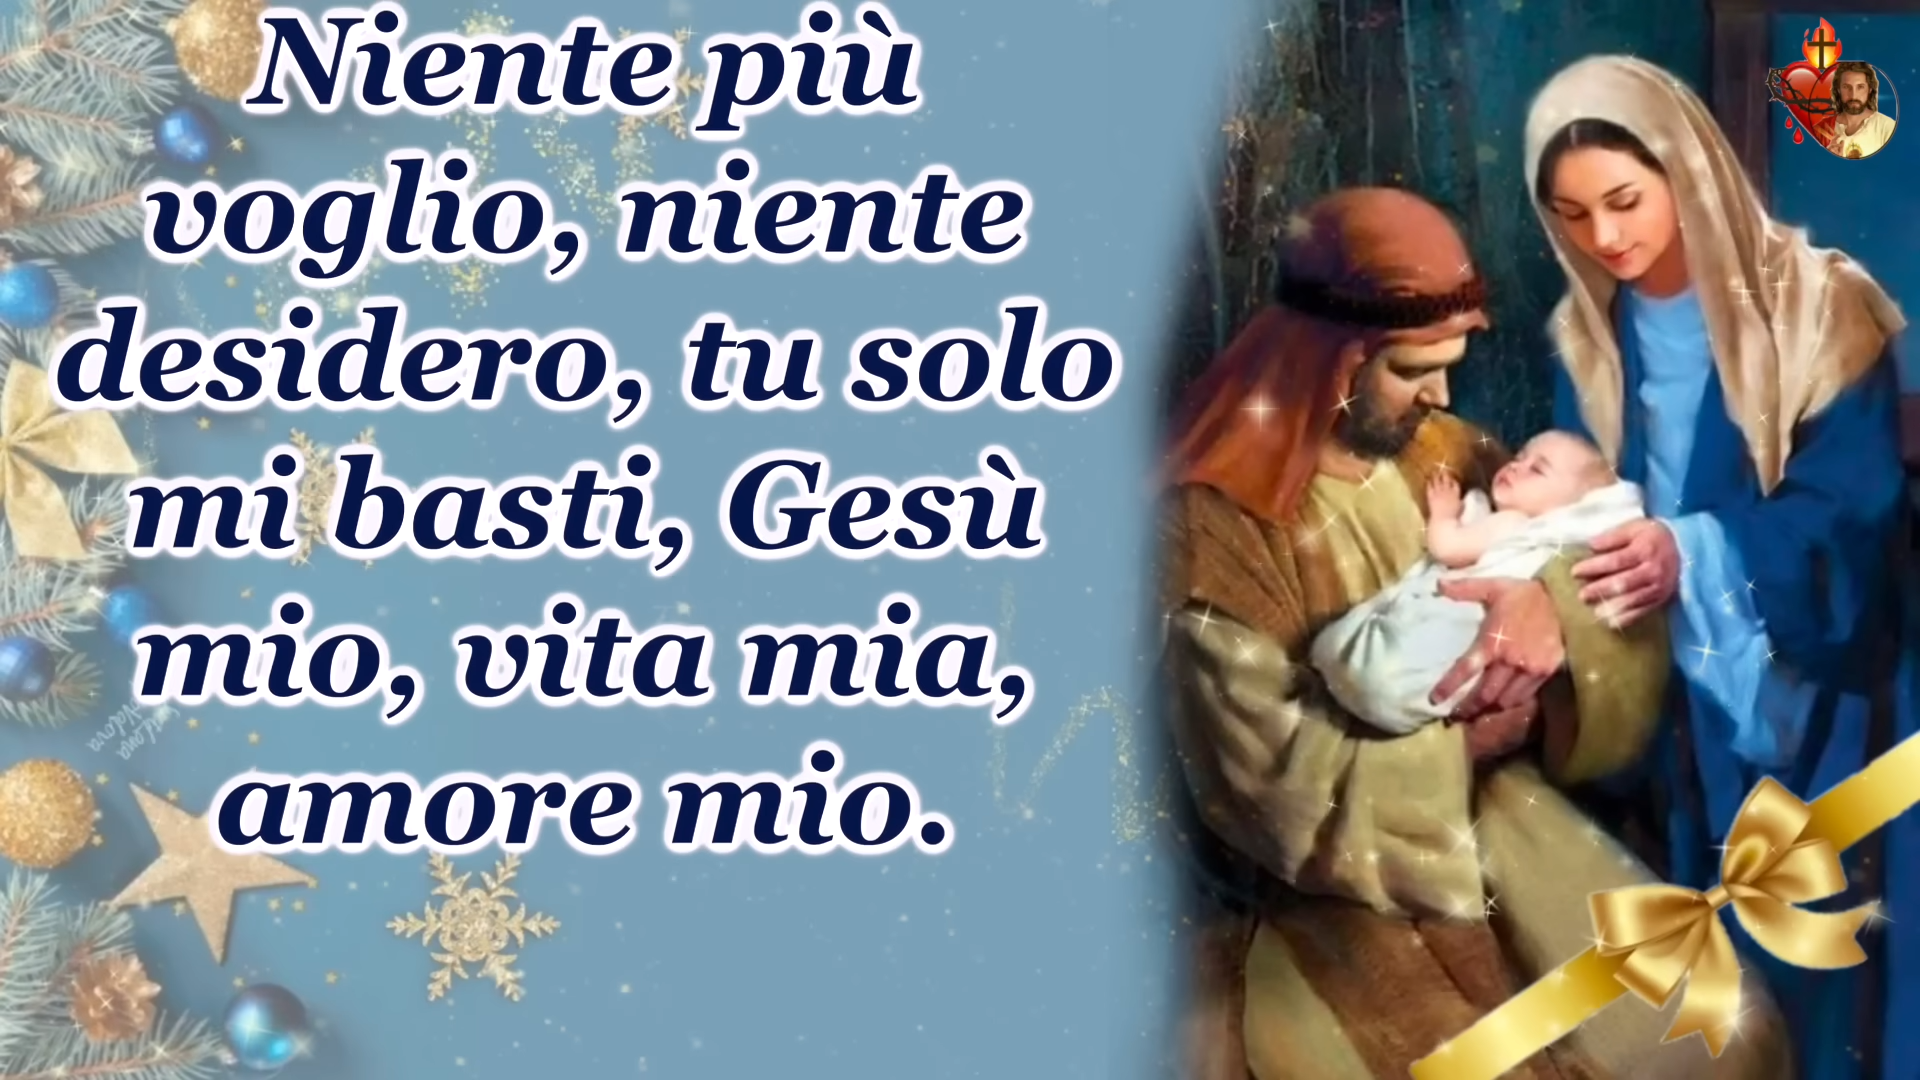 Niente più
voglio, niente
desidero, tu solo
mi basti, Gesù
mio, vita mia,
amore mio.